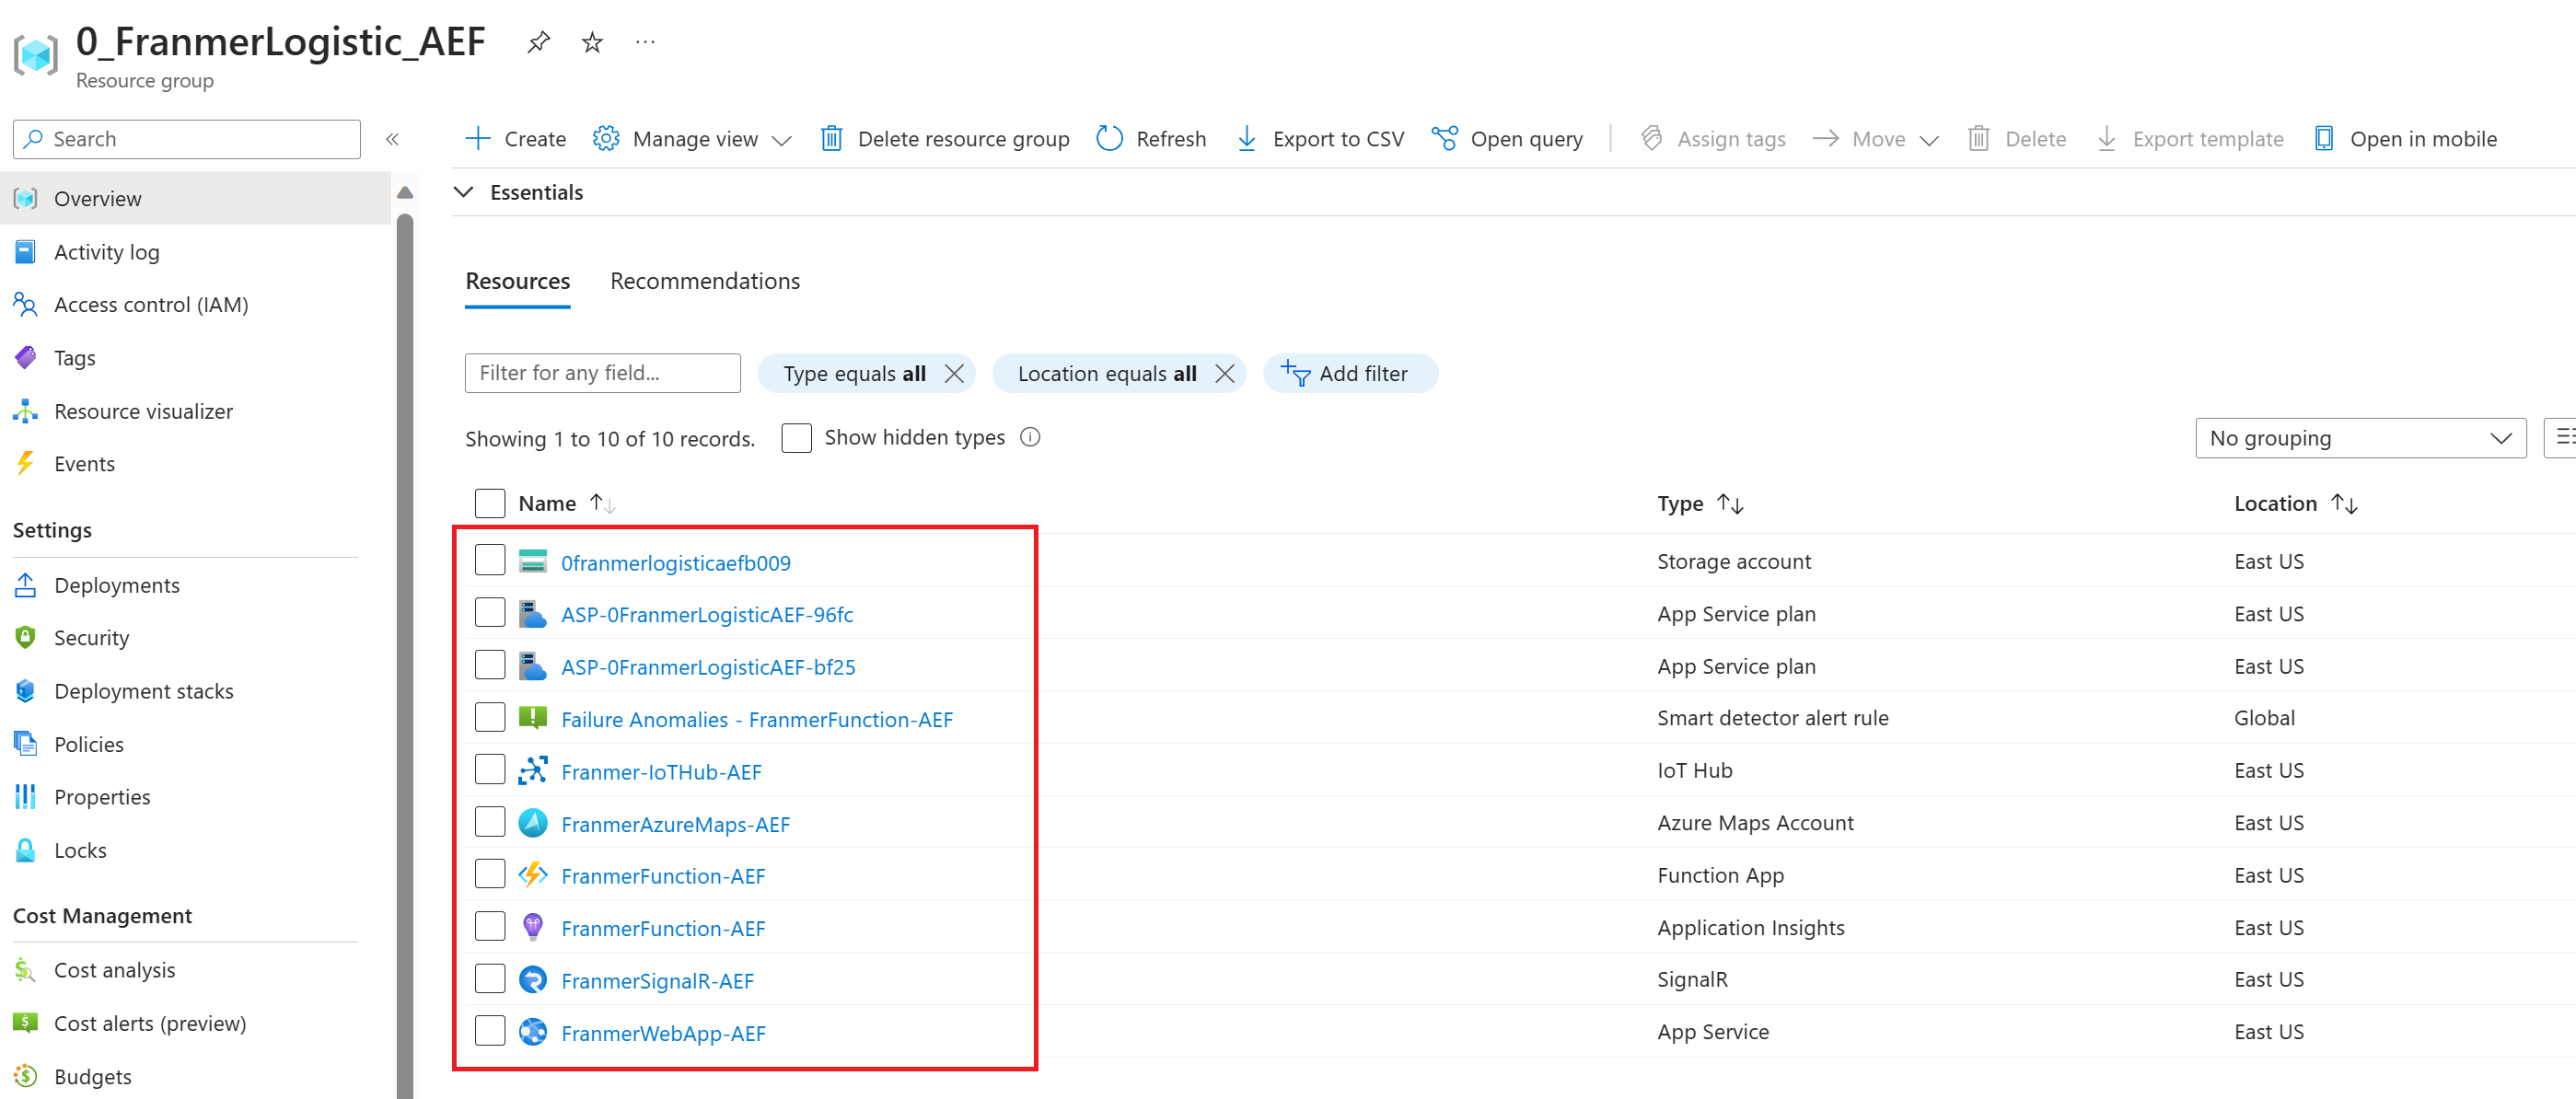 0_FranmerLogistic_AEF
Resource group
Search
Create
Manage view
Delete resource group
Refresh
Export to CSV
Open query
Assign tags
Move
Delete
Export template
Open in mobile
Essentials
Overview
Activity log
Access control (IAM)
Tags
Resource visualizer
Events
Settings
Deployments
Security
Deployment stacks
Policies
Properties
Locks
Cost Management
Cost analysis
Cost alerts (preview)
Budgets
Resources Recommendations
Filter for any field...
Type equals all
Location equals all
Add filter
Showing 1 to 10 of 10 records.
Show hidden types
No grouping
Name Type Location
0franmerlogisticaefb009 Storage account East US
ASP-0FranmerLogisticAEF-96fc App Service plan East US
ASP-0FranmerLogisticAEF-bf25 App Service plan East US
Failure Anomalies - FranmerFunction-AEF Smart detector alert rule Global
Franmer-IoTHub-AEF IoT Hub East US
FranmerAzureMaps-AEF Azure Maps Account East US
FranmerFunction-AEF Function App East US
FranmerFunction-AEF Application Insights East US
FranmerSignalR-AEF SignalR East US
FranmerWebApp-AEF App Service East US